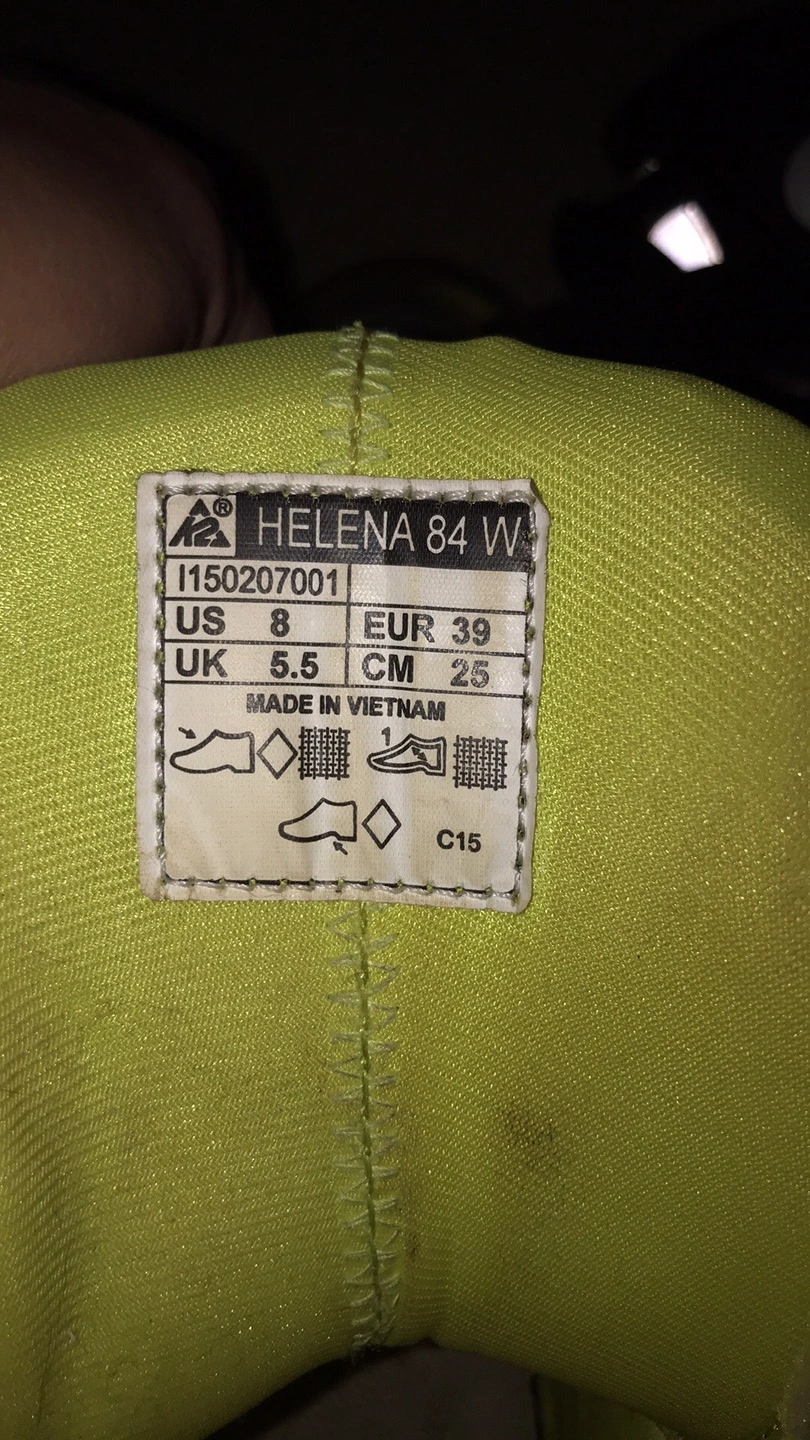 K2® HELENA 84 W
I150207001
US 8 EUR 39
UK 5.5 CM 25
MADE IN VIETNAM
1
C15